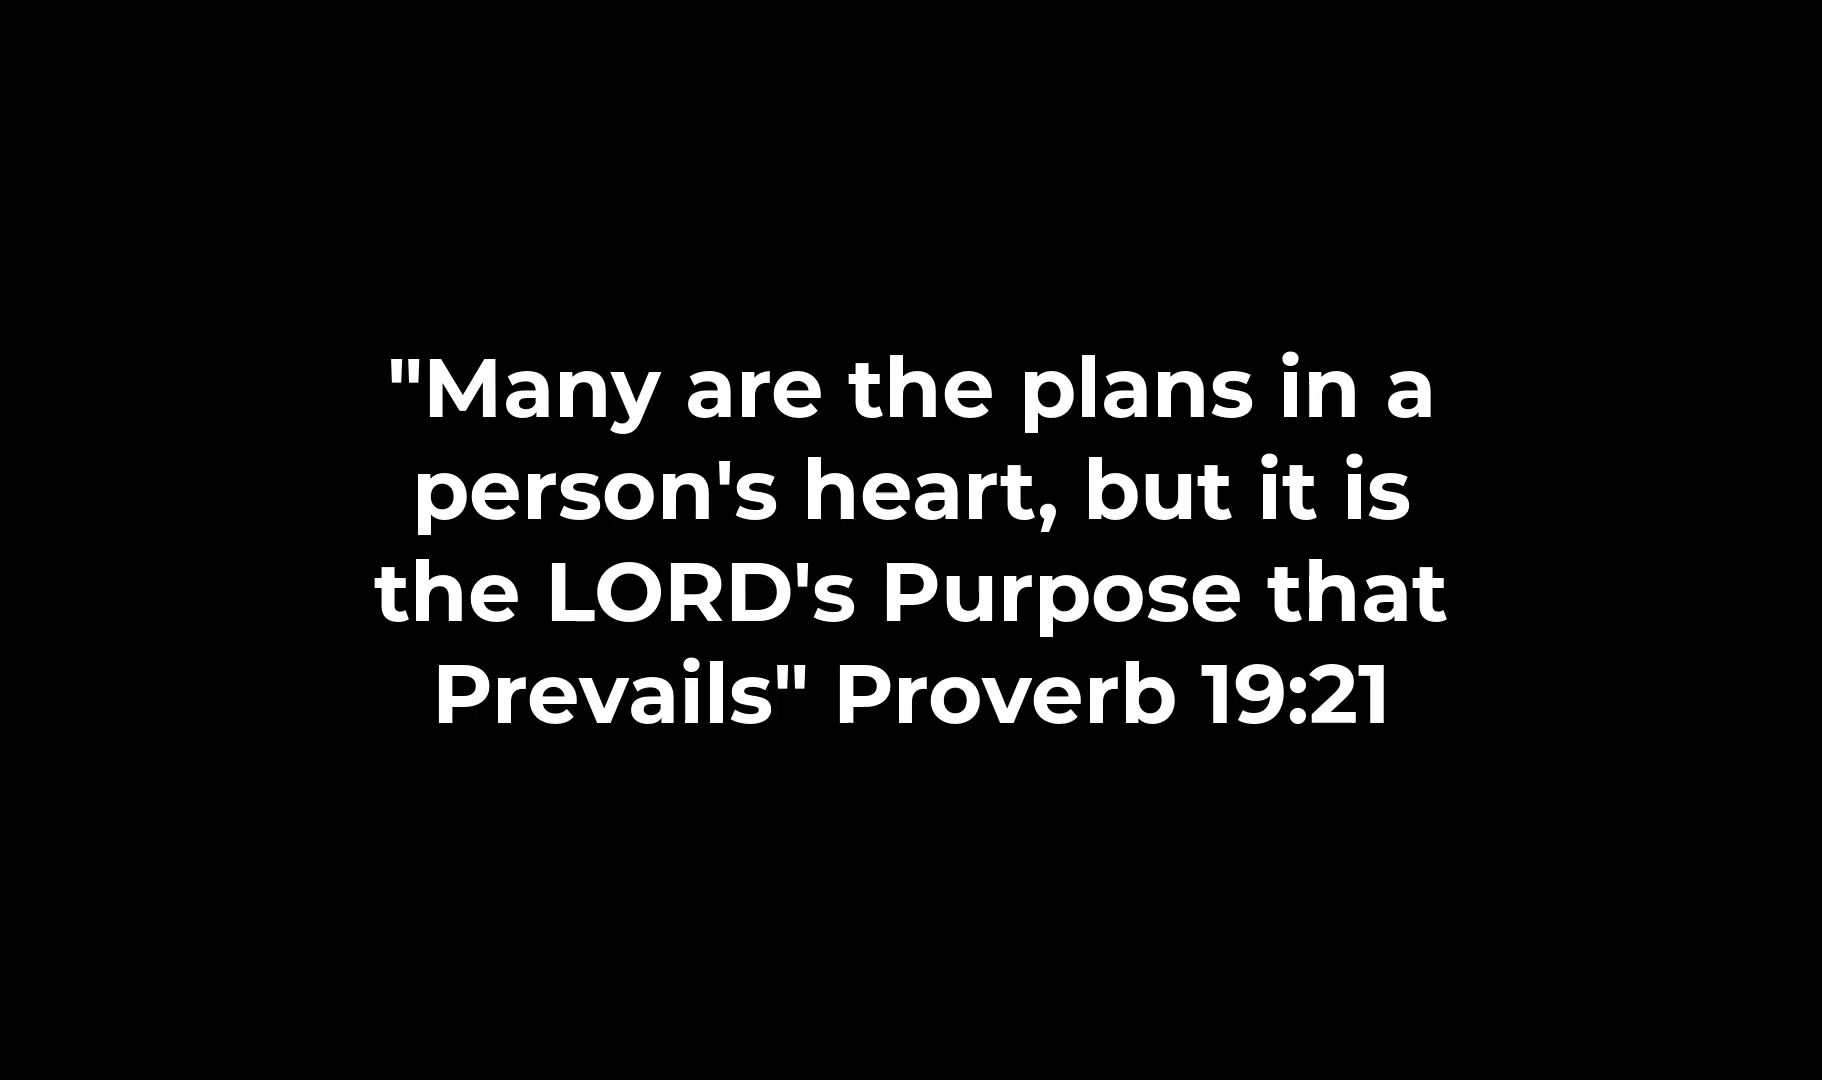 "Many are the plans in a
person's heart, but it is
the LORD's Purpose that
Prevails" Proverb 19:21